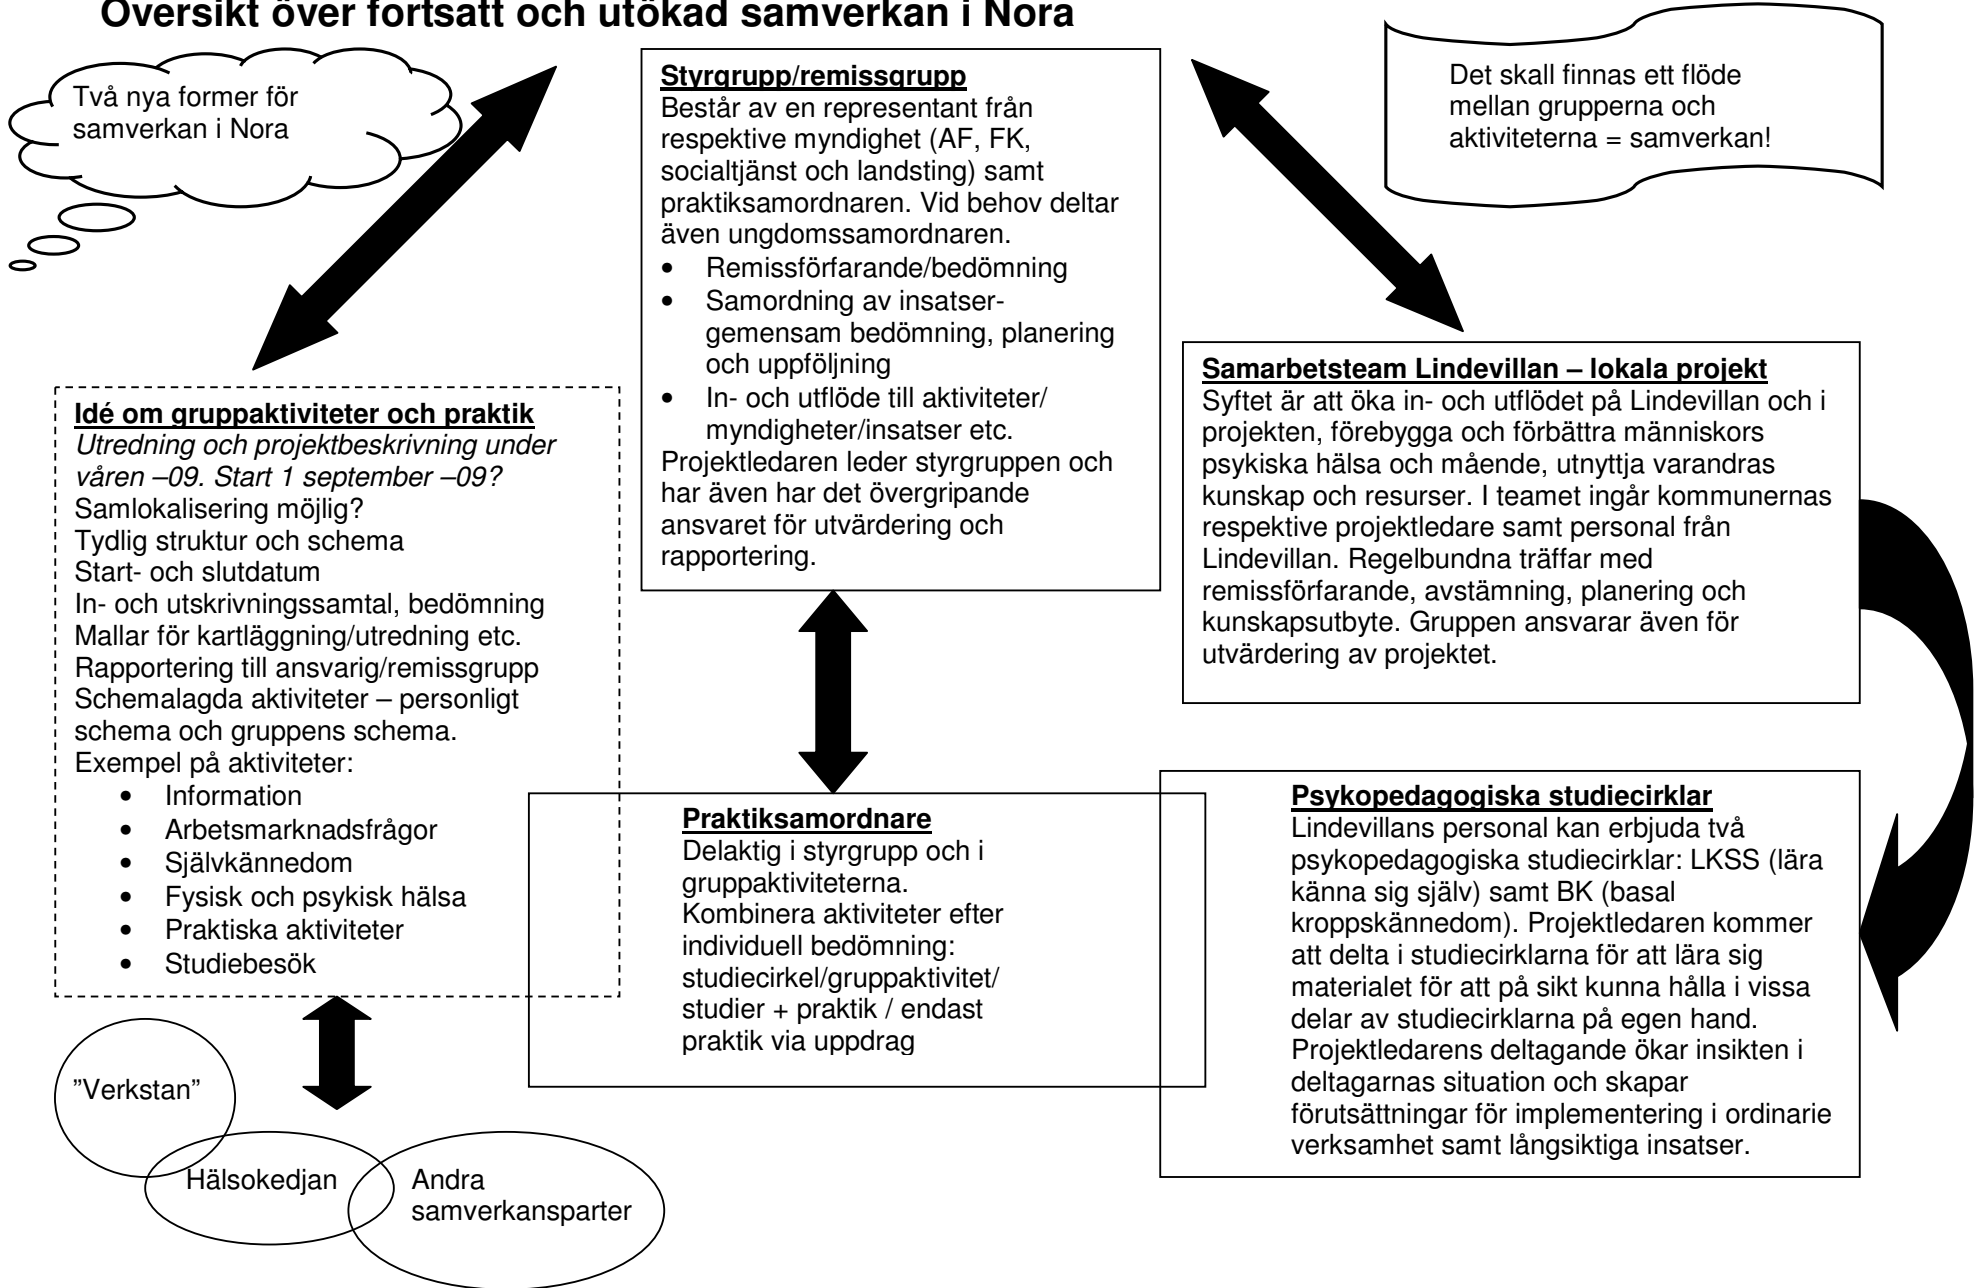 Översikt över fortsatt och utökad samverkan i Nora
Två nya former för
samverkan i Nora
Styrgrupp/remissgrupp
Består av en representant från
respektive myndighet (AF, FK,
socialtjänst och landsting) samt
praktiksamordnaren. Vid behov deltar
även ungdomssamordnaren.
• Remissförfarande/bedömning
• Samordning av insatser-
gemensam bedömning, planering
och uppföljning
• In- och utflöde till aktiviteter/
myndigheter/insatser etc.
Projektledaren leder styrgruppen och
har även har det övergripande
ansvaret för utvärdering och
rapportering.
Det skall finnas ett flöde
mellan grupperna och
aktiviteterna = samverkan!
Idé om gruppaktiviteter och praktik
Utredning och projektbeskrivning under
våren –09. Start 1 september –09?
Samlokalisering möjlig?
Tydlig struktur och schema
Start- och slutdatum
In- och utskrivningssamtal, bedömning
Mallar för kartläggning/utredning etc.
Rapportering till ansvarig/remissgrupp
Schemalagda aktiviteter – personligt
schema och gruppens schema.
Exempel på aktiviteter:
• Information
• Arbetsmarknadsfrågor
• Självkännedom
• Fysisk och psykisk hälsa
• Praktiska aktiviteter
• Studiebesök
Samarbetsteam Lindevillan – lokala projekt
Syftet är att öka in- och utflödet på Lindevillan och i
projekten, förebygga och förbättra människors
psykiska hälsa och mående, utnyttja varandras
kunskap och resurser. I teamet ingår kommunernas
respektive projektledare samt personal från
Lindevillan. Regelbundna träffar med
remissförfarande, avstämning, planering och
kunskapsutbyte. Gruppen ansvarar även för
utvärdering av projektet.
Praktiksamordnare
Delaktig i styrgrupp och i
gruppaktiviteterna.
Kombinera aktiviteter efter
individuell bedömning:
studiecirkel/gruppaktivitet/
studier + praktik / endast
praktik via uppdrag
Psykopedagogiska studiecirklar
Lindevillans personal kan erbjuda två
psykopedagogiska studiecirklar: LKSS (lära
känna sig själv) samt BK (basal
kroppskännedom). Projektledaren kommer
att delta i studiecirklarna för att lära sig
materialet för att på sikt kunna hålla i vissa
delar av studiecirklarna på egen hand.
Projektledarens deltagande ökar insikten i
deltagarnas situation och skapar
förutsättningar för implementering i ordinarie
verksamhet samt långsiktiga insatser.
”Verkstan”
Hälsokedjan
Andra
samverkansparter